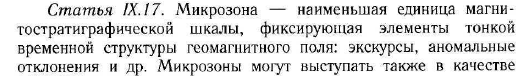 Статья IX.17. Микрозона — наименьшая единица магни-
тостратиграфической шкалы, фиксирующая элементы тонкой
временной структуры геомагнитного поля: экскурсы, аномальные
отклонения и др. Микрозоны могут выступать также в качестве